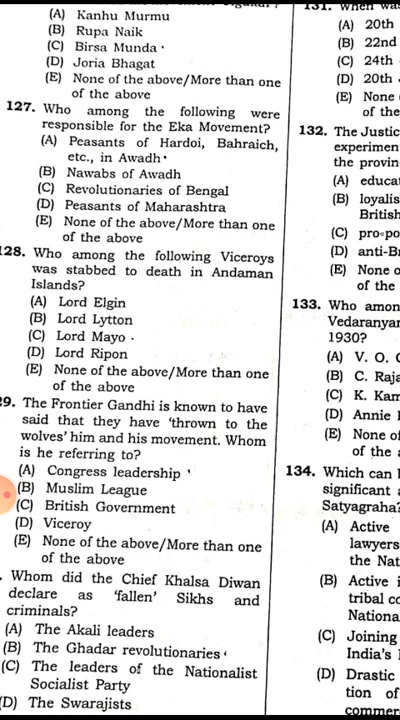 (A) Kanhu Murmu
(B) Rupa Naik
(C) Birsa Munda
(D) Joria Bhagat
(E) None of the above/More than one
of the above
127. Who among the following were
responsible for the Eka Movement?
(A) Peasants of Hardoi, Bahraich,
etc., in Awadh
(B) Nawabs of Awadh
(C) Revolutionaries of Bengal
(D) Peasants of Maharashtra
(E) None of the above/More than one
of the above
28. Who among the following Viceroys
was stabbed to death in Andaman
Islands?
(A) Lord Elgin
(B) Lord Lytton
(C) Lord Mayo
(D) Lord Ripon
(E) None of the above/More than one
of the above
9. The Frontier Gandhi is known to have
said that they have ‘thrown to the
wolves’ him and his movement. Whom
is he referring to?
(A) Congress leadership
(B) Muslim League
(C) British Government
(D) Viceroy
(E) None of the above/More than one
of the above
. Whom did the Chief Khalsa Diwan
declare as ‘fallen’ Sikhs and
criminals?
(A) The Akali leaders
(B) The Ghadar revolutionaries
(C) The leaders of the Nationalist
Socialist Party
(D) The Swarajists
131. When was
(A) 20th
(B) 22nd
(C) 24th
(D) 20th
(E) None
of the
132. The Justic
experimen
the provin
(A) educat
(B) loyalis
British
(C) pro-po
(D) anti-Br
(E) None o
of the
133. Who amon
Vedaranyar
1930?
(A) V. O. C
(B) C. Raja
(C) K. Kam
(D) Annie
(E) None of
of the a
134. Which can
significant a
Satyagraha?
(A) Active
lawyers
the Nat
(B) Active i
tribal co
Nationa
(C) Joining
India's
(D) Drastic
tion of
commer